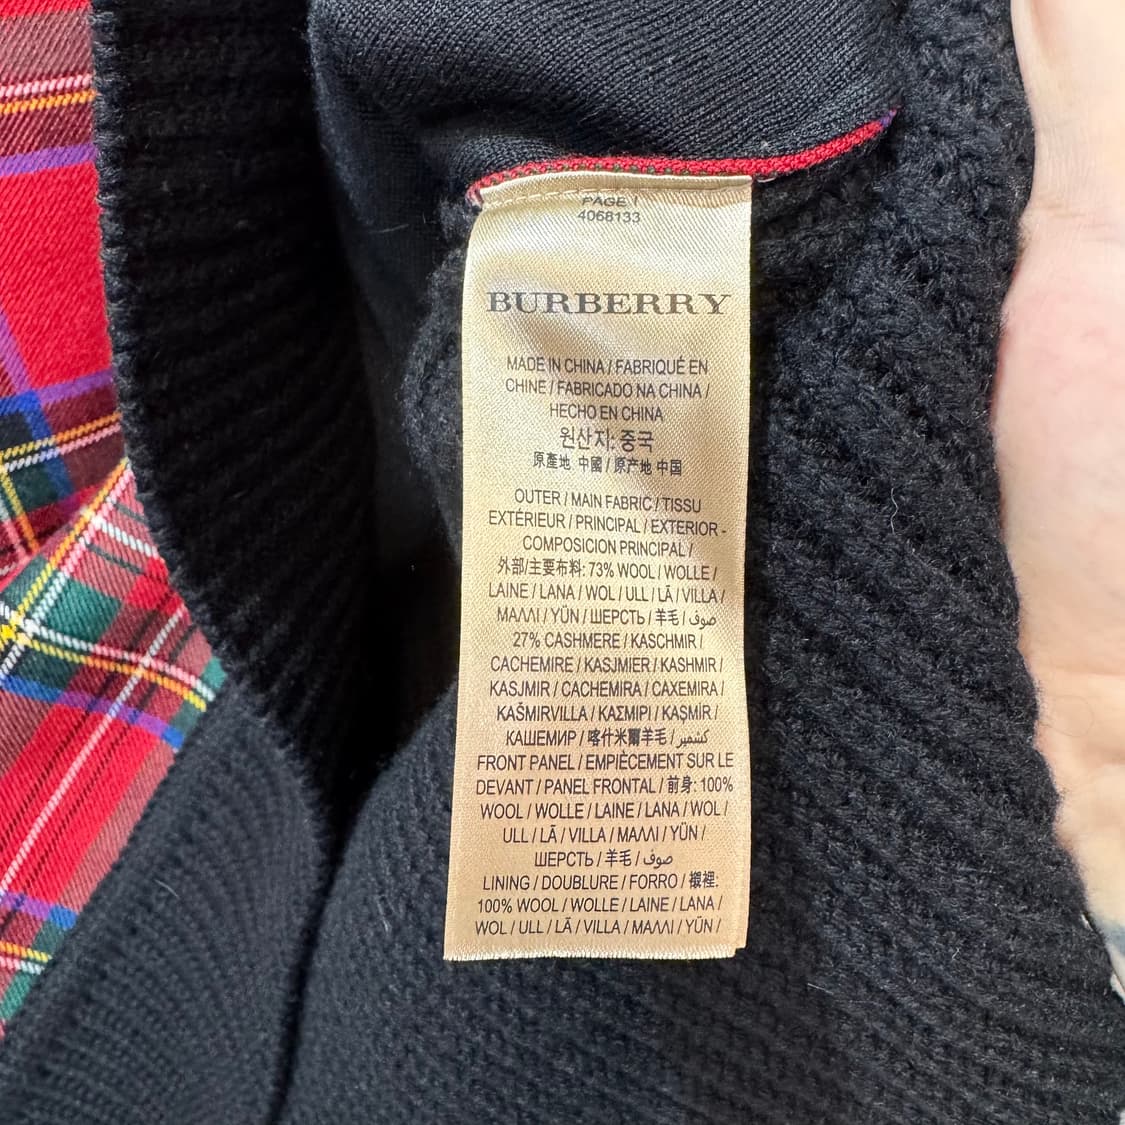 PAGE 1
4068133
BURBERRY
MADE IN CHINA / FABRIQUÉ EN
CHINE / FABRICADO NA CHINA /
HECHO EN CHINA
원산지: 중국
原產地 中國 / 原产地 中国
OUTER / MAIN FABRIC / TISSU
EXTÉRIEUR / PRINCIPAL / EXTERIOR -
COMPOSICION PRINCIPAL /
外部/主要布料: 73% WOOL / WOLLE /
LAINE / LANA / WOL / ULL / LÃ / VILLA /
ΜΑΛΛΙ / YÜN / ШЕРСТЬ / 羊毛 / صوف /
27% CASHMERE / KASCHMIR /
CACHEMIRE / KASJMIER / KASHMIR /
KASJMIR / CACHEMIRA / CAXEMIRA /
KAŠMIRVILLA / ΚΑΣΜΙΡΙ / KAŞMİR /
КАШЕМИР / 喀什米爾羊毛 / كشمير /
FRONT PANEL / EMPIÈCEMENT SUR LE
DEVANT / PANEL FRONTAL / 前身: 100%
WOOL / WOLLE / LAINE / LANA / WOL /
ULL / LÃ / VILLA / ΜΑΛΛΙ / YÜN /
ШЕРСТЬ / 羊毛 / صوف /
LINING / DOUBLURE / FORRO / 襯裡:
100% WOOL / WOLLE / LAINE / LANA /
WOL / ULL / LÃ / VILLA / ΜΑΛΛΙ / YÜN /